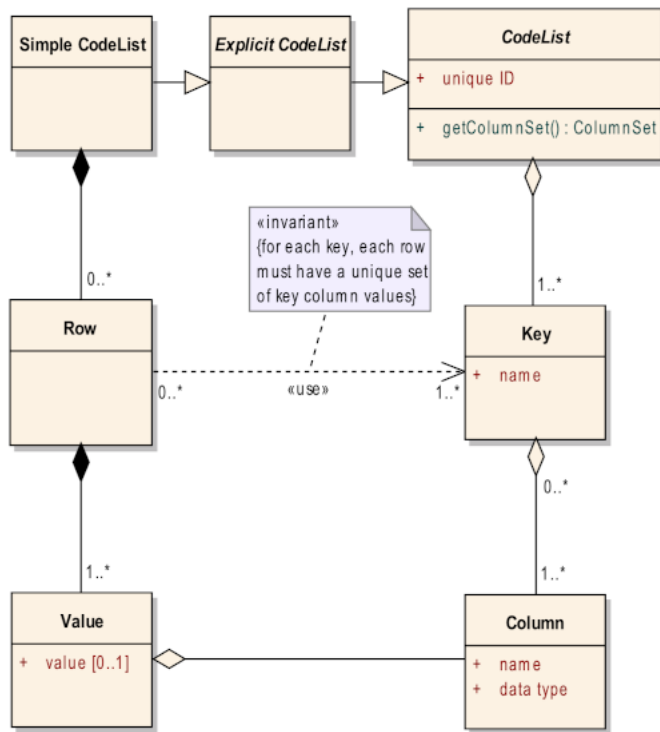 Simple CodeList
Explicit CodeList
CodeList
+ unique ID
+ getColumnSet() : ColumnSet
«invariant»
{for each key, each row
must have a unique set
of key column values}
0..*
1..*
Row
Key
+ name
0..*
«use»
1..*
0..*
1..*
1..*
Value
+ value [0..1]
Column
+ name
+ data type